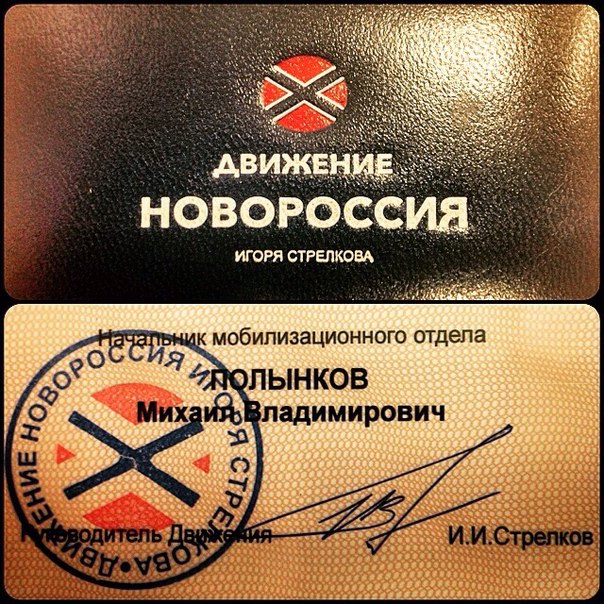 ДВИЖЕНИЕ
НОВОРОССИЯ
ИГОРЯ СТРЕЛКОВА
Начальник мобилизационного отдела
ПОЛЫНКОВ
Михаил Владимирович
ДВИЖЕНИЕ НОВОРОССИЯ ИГОРЯ СТРЕЛКОВА •
Руководитель Движения
И.И.Стрелков